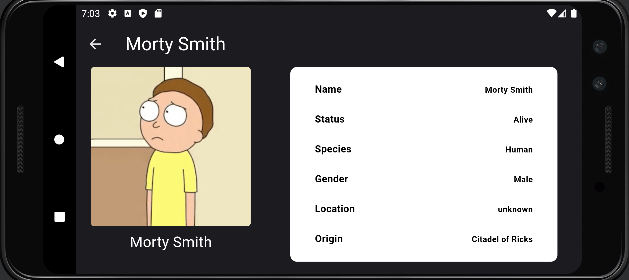 7:03
Morty Smith
Morty Smith
Name Morty Smith
Status Alive
Species Human
Gender Male
Location unknown
Origin Citadel of Ricks